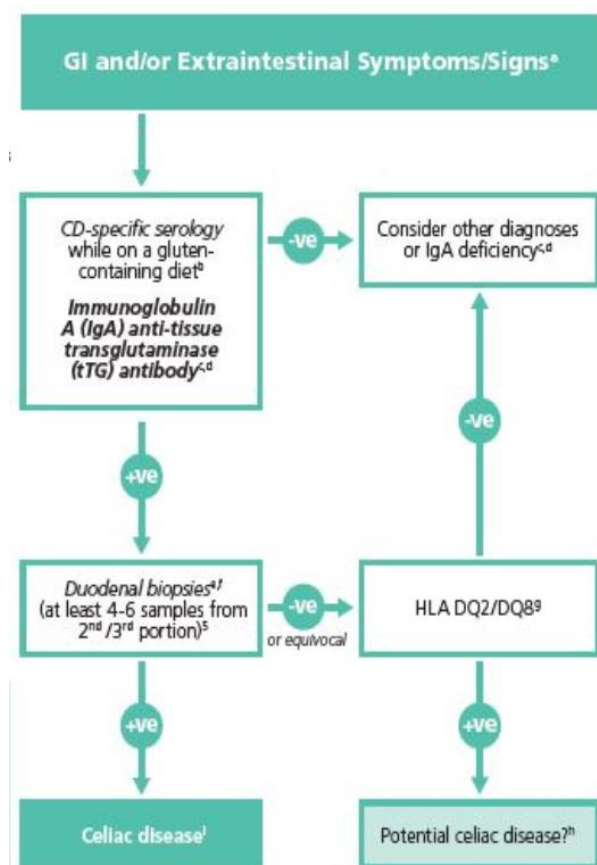 GI and/or Extraintestinal Symptoms/Signsᵃ
CD-specific serology
while on a gluten-
containing dietᵇ
Immunoglobulin
A (IgA) anti-tissue
transglutaminase
(tTG) antibodyᶜ,ᵈ
-ve
Consider other diagnoses
or IgA deficiencyᶜ,ᵈ
+ve
-ve
Duodenal biopsiesᵉ,ᶠ
(at least 4-6 samples from
2ⁿᵈ/3ʳᵈ portion)⁵
-ve
or equivocal
HLA DQ2/DQ8ᵍ
+ve
+ve
Celiac diseaseⁱ
Potential celiac disease?ʰ